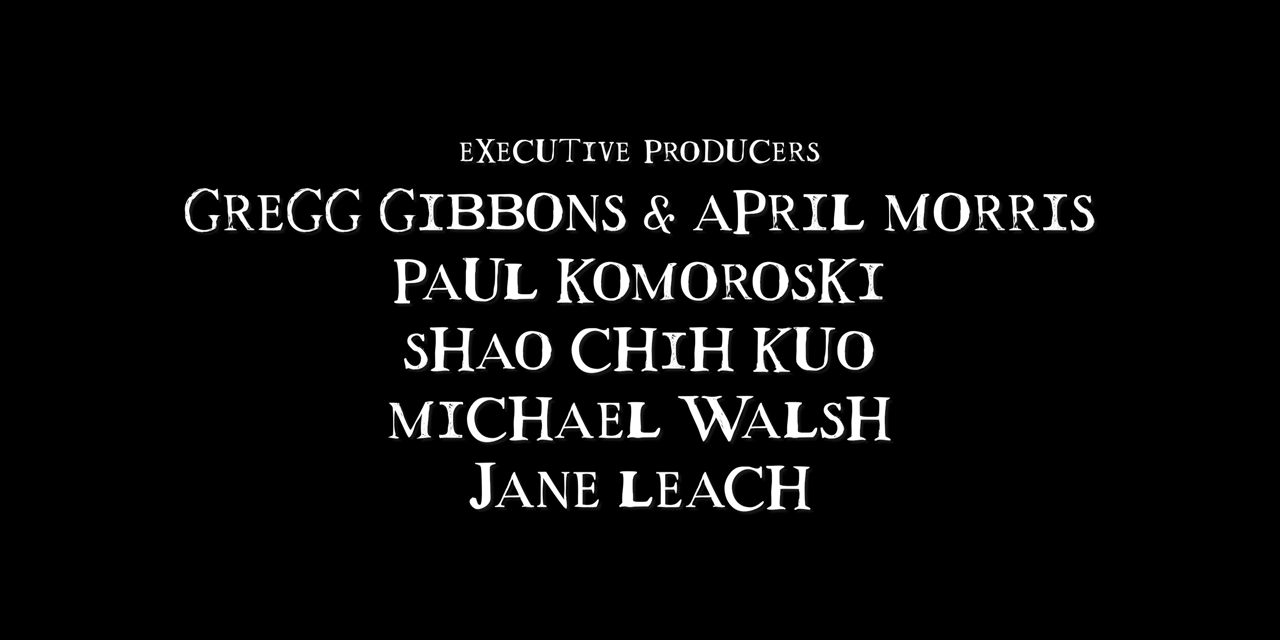 EXECUTIVE PRODUCERS
GREGG GIBBONS & APRIL MORRIS
PAUL KOMOROSKI
SHAO CHIH KUO
MICHAEL WALSH
JANE LEACH